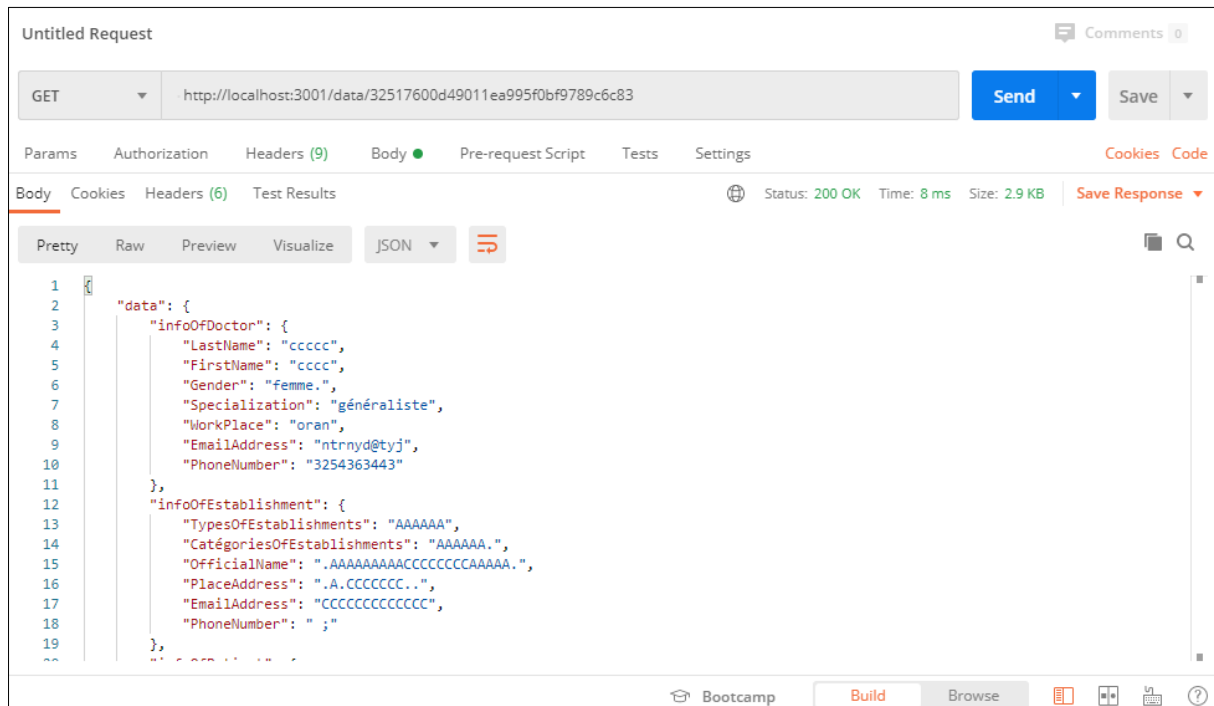 Untitled Request
Comments 0
GET http://localhost:3001/data/32517600d49011ea995f0bf9789c6c83 Send Save
Params Authorization Headers (9) Body Pre-request Script Tests Settings Cookies Code
Body Cookies Headers (6) Test Results Status: 200 OK Time: 8 ms Size: 2.9 KB Save Response
Pretty Raw Preview Visualize JSON
1 {
2 "data": {
3 "infoOfDoctor": {
4 "LastName": "ccccc",
5 "FirstName": "cccc",
6 "Gender": "femme.",
7 "Specialization": "généraliste",
8 "WorkPlace": "oran",
9 "EmailAddress": "ntrnyd@tyj",
10 "PhoneNumber": "3254363443"
11 },
12 "infoOfEstablishment": {
13 "TypesOfEstablishments": "AAAAAA",
14 "CatégoriesOfEstablishments": "AAAAAA.",
15 "OfficialName": ".AAAAAAAAACCCCCCCCAAAAA.",
16 "PlaceAddress": ".A.CCCCCCC..",
17 "EmailAddress": "CCCCCCCCCCCCC",
18 "PhoneNumber": " ;"
19 },
Bootcamp Build Browse